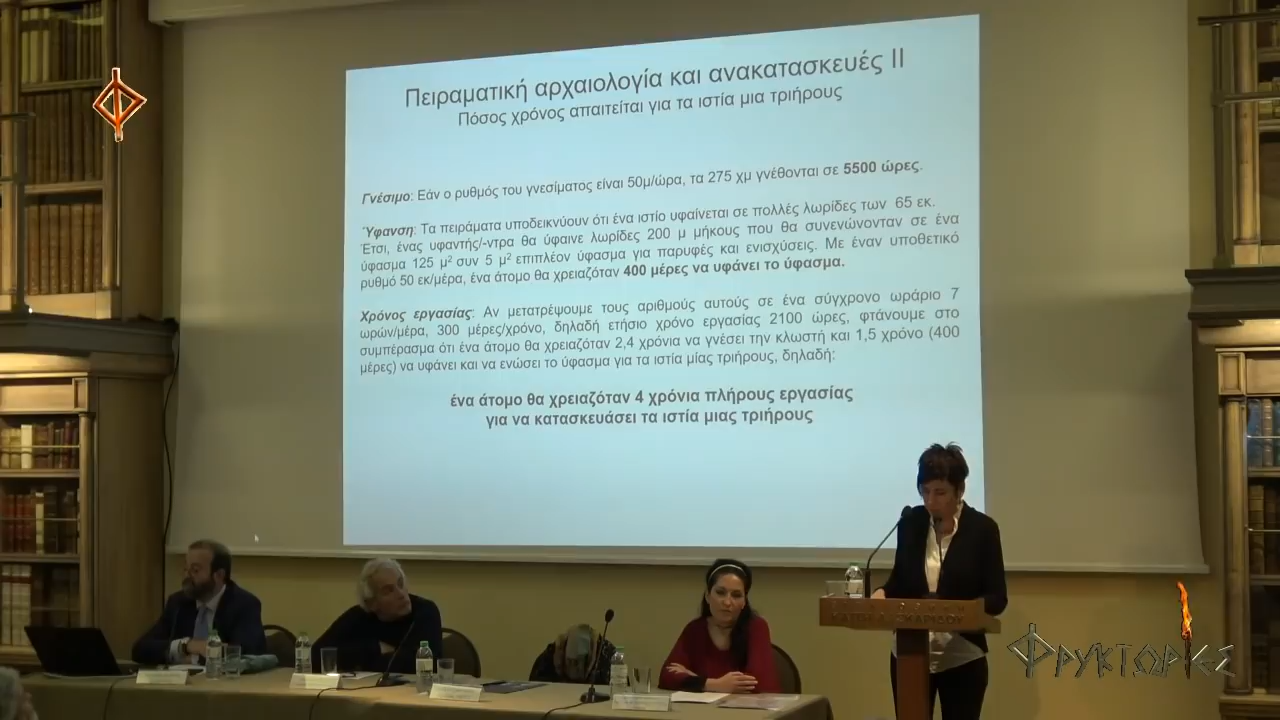 Πειραματική αρχαιολογία και ανακατασκευές ΙΙ
Πόσος χρόνος απαιτείται για τα ιστία μια τριήρους
Γνέσιμο: Εάν ο ρυθμός του γνεσίματος είναι 50μ/ώρα, τα 275 χμ γνέθονται σε 5500 ώρες.
Ύφανση: Τα πειράματα υποδεικνύουν ότι ένα ιστίο υφαίνεται σε πολλές λωρίδες των 65 εκ.
Έτσι, ένας υφαντής/-ντρα θα ύφαινε λωρίδες 200 μ μήκους που θα συνενώνονταν σε ένα
ύφασμα 125 μ² συν 5 μ² επιπλέον ύφασμα για παρυφές και ενισχύσεις. Με έναν υποθετικό
ρυθμό 50 εκ/μέρα, ένα άτομο θα χρειαζόταν 400 μέρες να υφάνει το ύφασμα.
Χρόνος εργασίας: Αν μετατρέψουμε τους αριθμούς αυτούς σε ένα σύγχρονο ωράριο 7
ωρών/μέρα, 300 μέρες/χρόνο, δηλαδή ετήσιο χρόνο εργασίας 2100 ώρες, φτάνουμε στο
συμπέρασμα ότι ένα άτομο θα χρειαζόταν 2,4 χρόνια να γνέσει την κλωστή και 1,5 χρόνο (400
μέρες) να υφάνει και να ενώσει το ύφασμα για τα ιστία μίας τριήρους, δηλαδή:
ένα άτομο θα χρειαζόταν 4 χρόνια πλήρους εργασίας
για να κατασκευάσει τα ιστία μιας τριήρους
ΦΡΥΚΤΩΡΙΕΣ